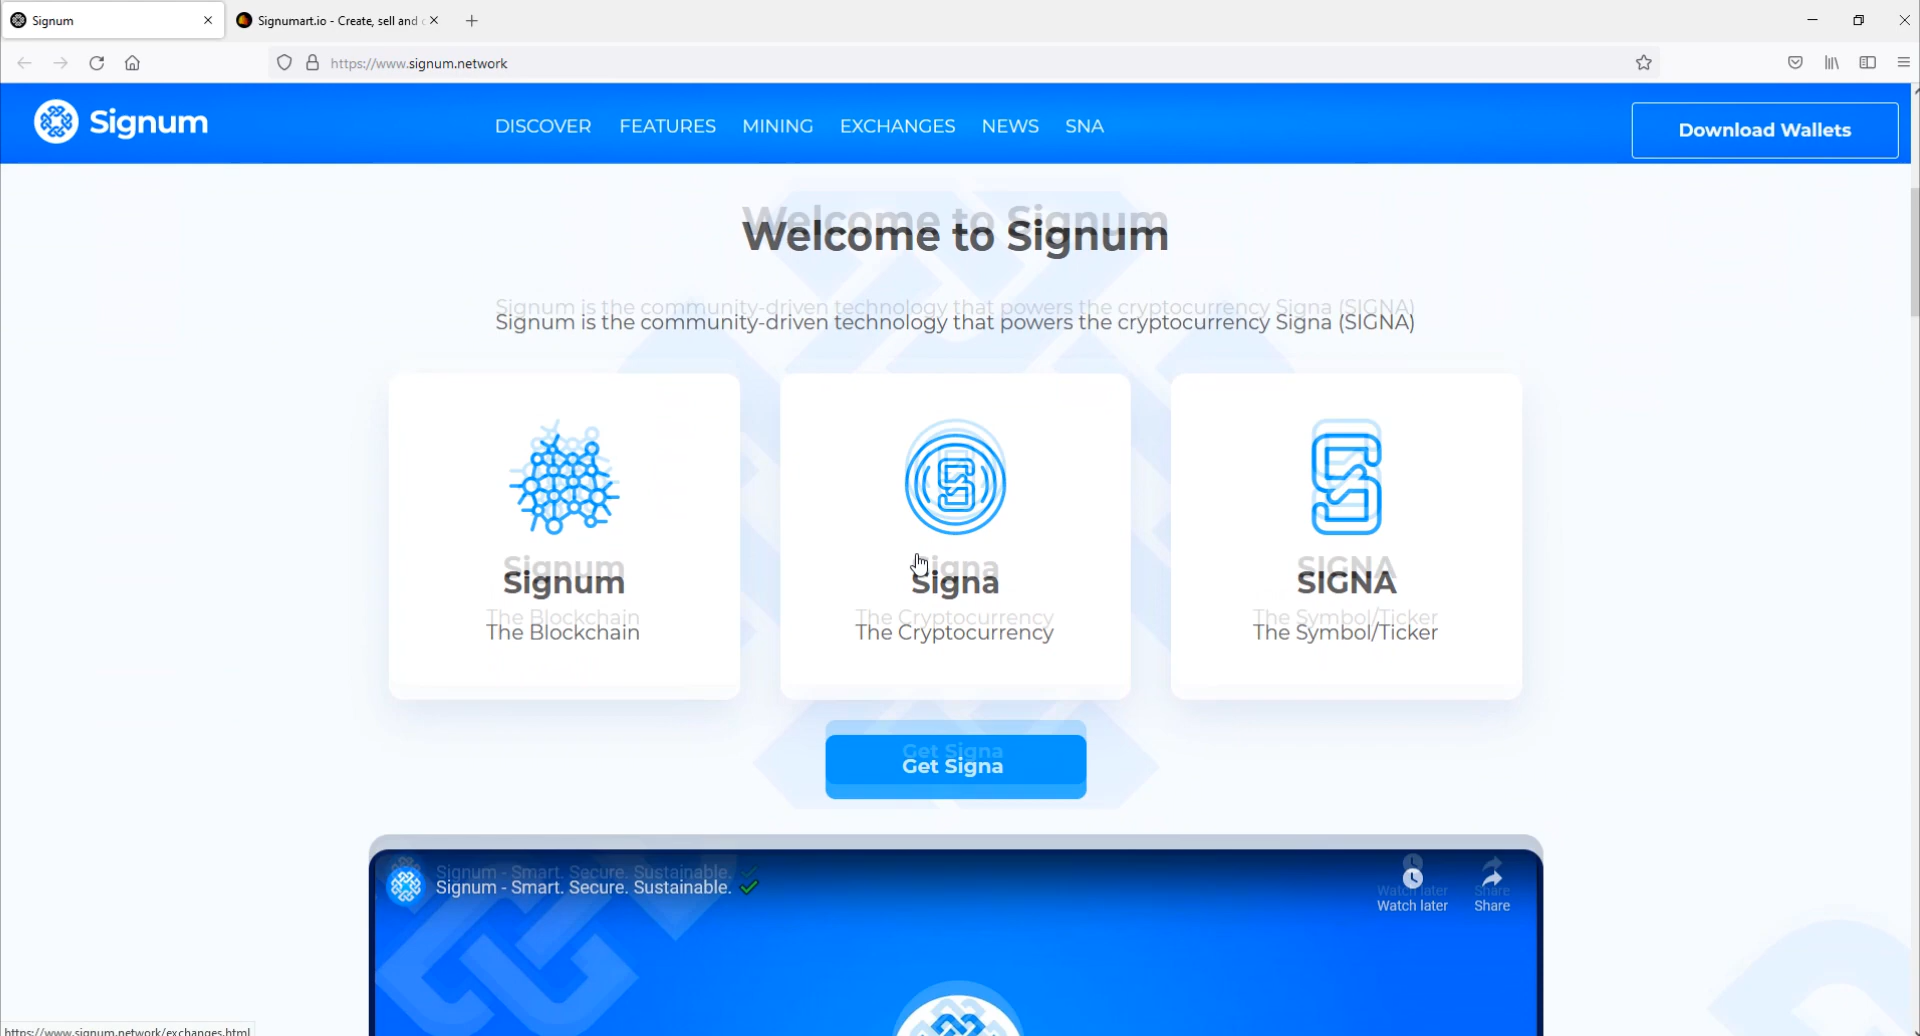 Signum
Signumart.io - Create, sell and
https://www.signum.network
Signum
DISCOVER FEATURES MINING EXCHANGES NEWS SNA
Download Wallets
Welcome to Signum
Signum is the community-driven technology that powers the cryptocurrency Signa (SIGNA)
Signum
The Blockchain
Signa
The Cryptocurrency
SIGNA
The Symbol/Ticker
Get Signa
Signum - Smart. Secure. Sustainable.
Watch later
Share
https://www.signum.network/exchanges.html